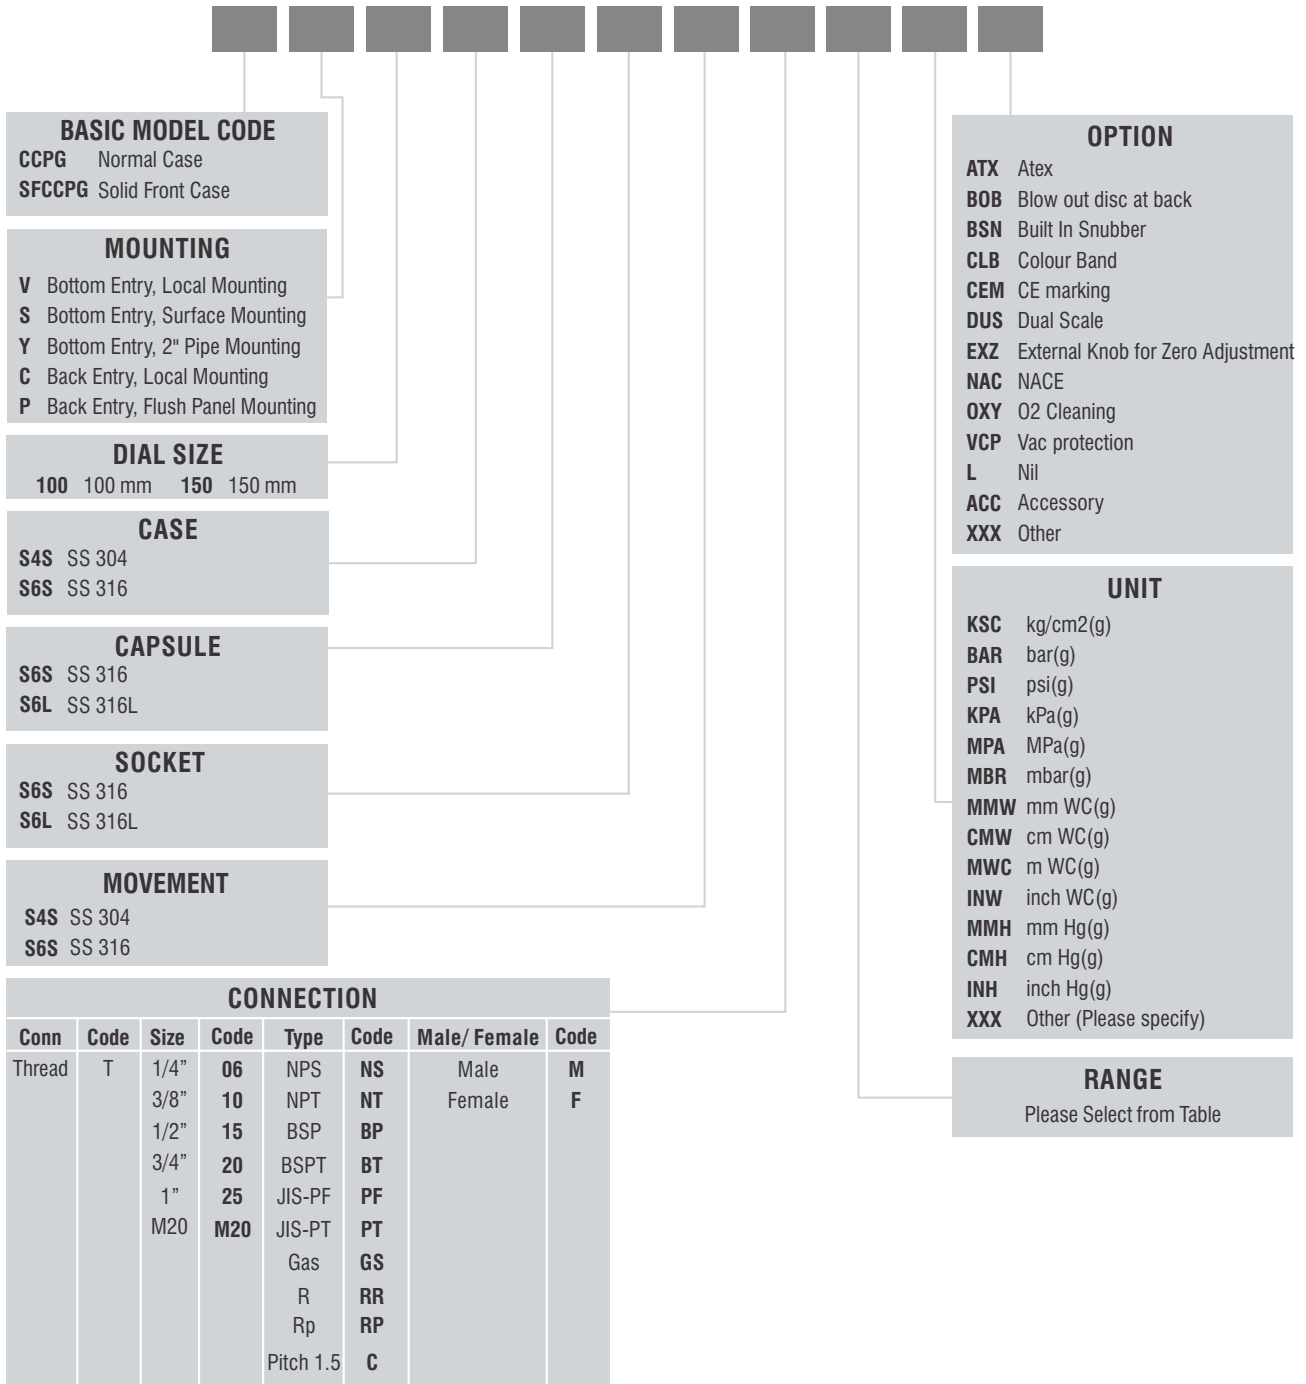 BASIC MODEL CODE
CCPG Normal Case
SFCCPG Solid Front Case
MOUNTING
V Bottom Entry, Local Mounting
S Bottom Entry, Surface Mounting
Y Bottom Entry, 2" Pipe Mounting
C Back Entry, Local Mounting
P Back Entry, Flush Panel Mounting
DIAL SIZE
100 100 mm 150 150 mm
CASE
S4S SS 304
S6S SS 316
CAPSULE
S6S SS 316
S6L SS 316L
SOCKET
S6S SS 316
S6L SS 316L
MOVEMENT
S4S SS 304
S6S SS 316
CONNECTION
Conn Code Size Code Type Code Male/ Female Code
Thread T 1/4” 06 NPS NS Male M
3/8” 10 NPT NT Female F
1/2” 15 BSP BP
3/4” 20 BSPT BT
1” 25 JIS-PF PF
M20 M20 JIS-PT PT
Gas GS
R RR
Rp RP
Pitch 1.5 C
OPTION
ATX Atex
BOB Blow out disc at back
BSN Built In Snubber
CLB Colour Band
CEM CE marking
DUS Dual Scale
EXZ External Knob for Zero Adjustment
NAC NACE
OXY O2 Cleaning
VCP Vac protection
L Nil
ACC Accessory
XXX Other
UNIT
KSC kg/cm2(g)
BAR bar(g)
PSI psi(g)
KPA kPa(g)
MPA MPa(g)
MBR mbar(g)
MMW mm WC(g)
CMW cm WC(g)
MWC m WC(g)
INW inch WC(g)
MMH mm Hg(g)
CMH cm Hg(g)
INH inch Hg(g)
XXX Other (Please specify)
RANGE
Please Select from Table